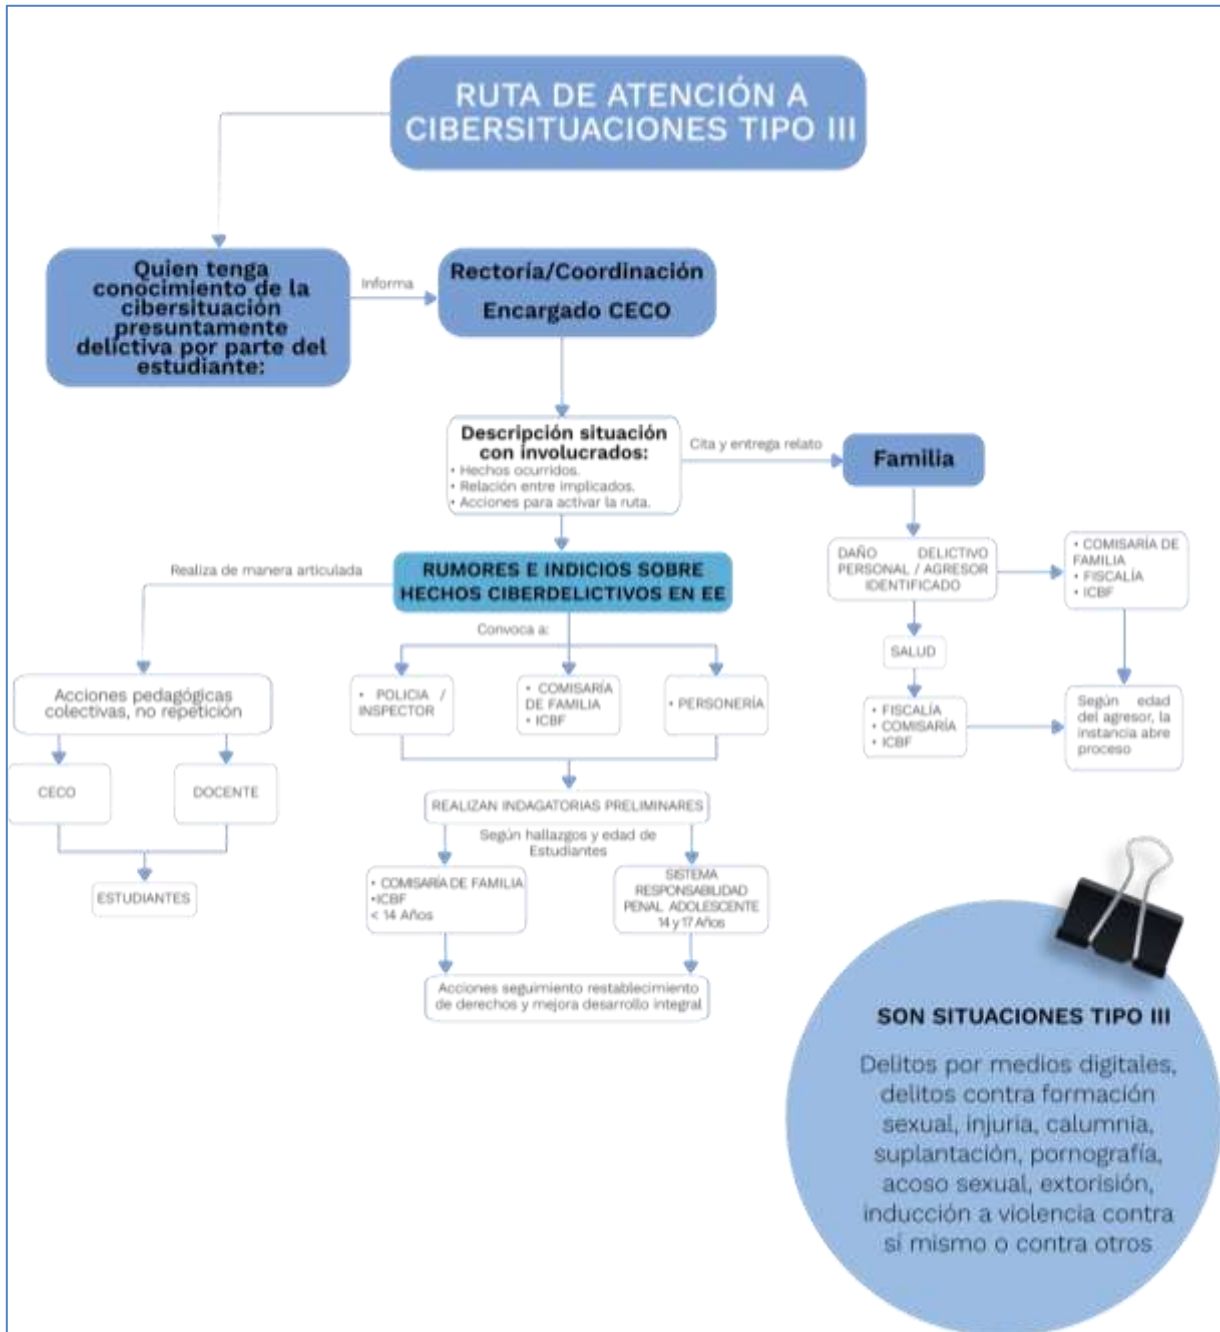 RUTA DE ATENCIÓN A
CIBERSITUACIONES TIPO III
Quien tenga
conocimiento de la
cibersituación
presuntamente
delictiva por parte del
estudiante:
Informa
Rectoría/Coordinación
Encargado CECO
Descripción situación
con involucrados:
• Hechos ocurridos.
• Relación entre implicados.
• Acciones para activar la ruta.
Cita y entrega relato
Familia
DAÑO DELICTIVO
PERSONAL / AGRESOR
IDENTIFICADO
• COMISARÍA DE
FAMILIA
• FISCALÍA
• ICBF
SALUD
• FISCALÍA
• COMISARÍA
• ICBF
Según edad
del agresor, la
instancia abre
proceso
Realiza de manera articulada
RUMORES E INDICIOS SOBRE
HECHOS CIBERDELICTIVOS EN EE
Convoca a:
Acciones pedagógicas
colectivas, no repetición
CECO
DOCENTE
ESTUDIANTES
• POLICIA /
INSPECTOR
• COMISARÍA
DE FAMILIA
• ICBF
• PERSONERÍA
REALIZAN INDAGATORIAS PRELIMINARES
Según hallazgos y edad de
Estudiantes
• COMISARÍA DE FAMILIA
•ICBF
< 14 Años
SISTEMA
RESPONSABILIDAD
PENAL ADOLESCENTE
14 y 17 Años
Acciones seguimiento restablecimiento
de derechos y mejora desarrollo integral
SON SITUACIONES TIPO III
Delitos por medios digitales,
delitos contra formación
sexual, injuria, calumnia,
suplantación, pornografía,
acoso sexual, extorisión,
inducción a violencia contra
sí mismo o contra otros